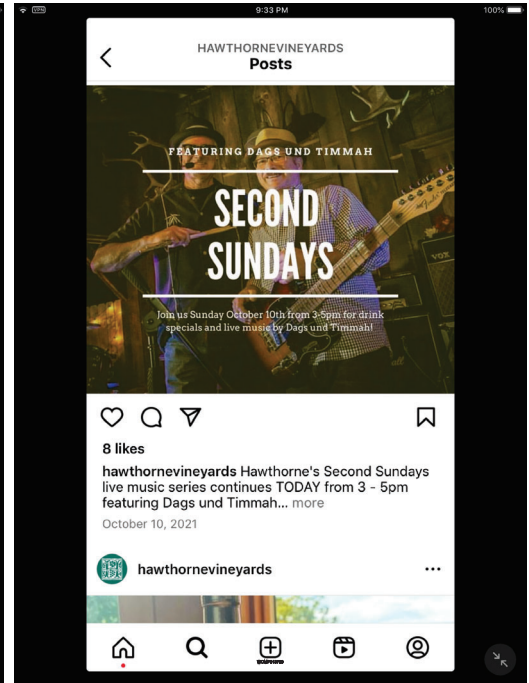 VPN
9:33 PM
100%
HAWTHORNEVINEYARDS
Posts
FEATURING DAGS UND TIMMAH
SECOND
SUNDAYS
Join us Sunday October 10th from 3-5pm for drink
specials and live music by Dags und Timmah!
VOX
8 likes
hawthornevineyards Hawthorne's Second Sundays
live music series continues TODAY from 3 - 5pm
featuring Dags und Timmah... more
October 10, 2021
hawthornevineyards